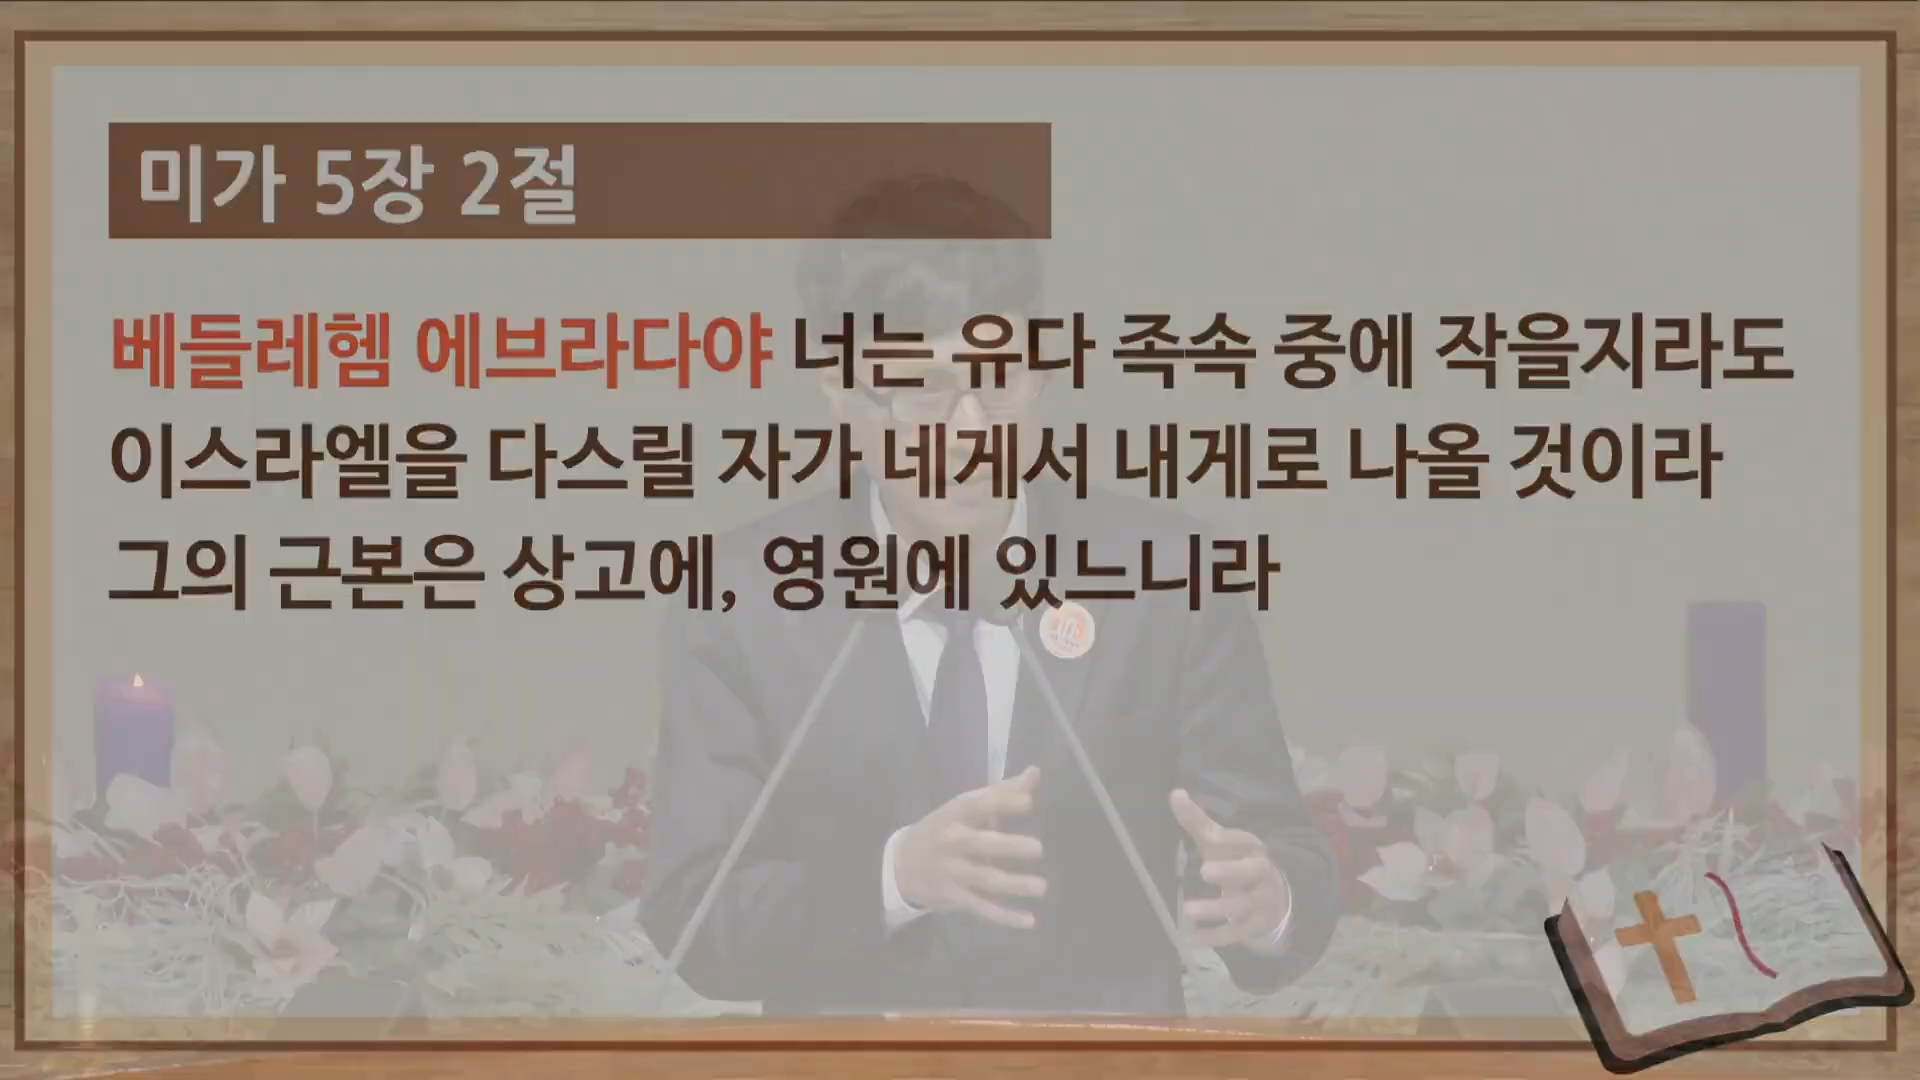 미가 5장 2절
베들레헴 에브라다야 너는 유다 족속 중에 작을지라도
이스라엘을 다스릴 자가 네게서 내게로 나올 것이라
그의 근본은 상고에, 영원에 있느니라